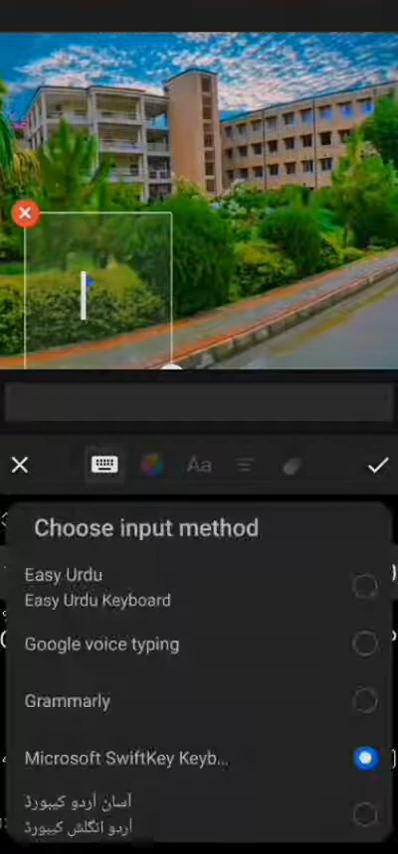 Aa
Choose input method
Easy Urdu
Easy Urdu Keyboard
Google voice typing
Grammarly
Microsoft SwiftKey Keyb...
آسان اُردو کیبورڈ
اُردو انگلش کیبورڈ